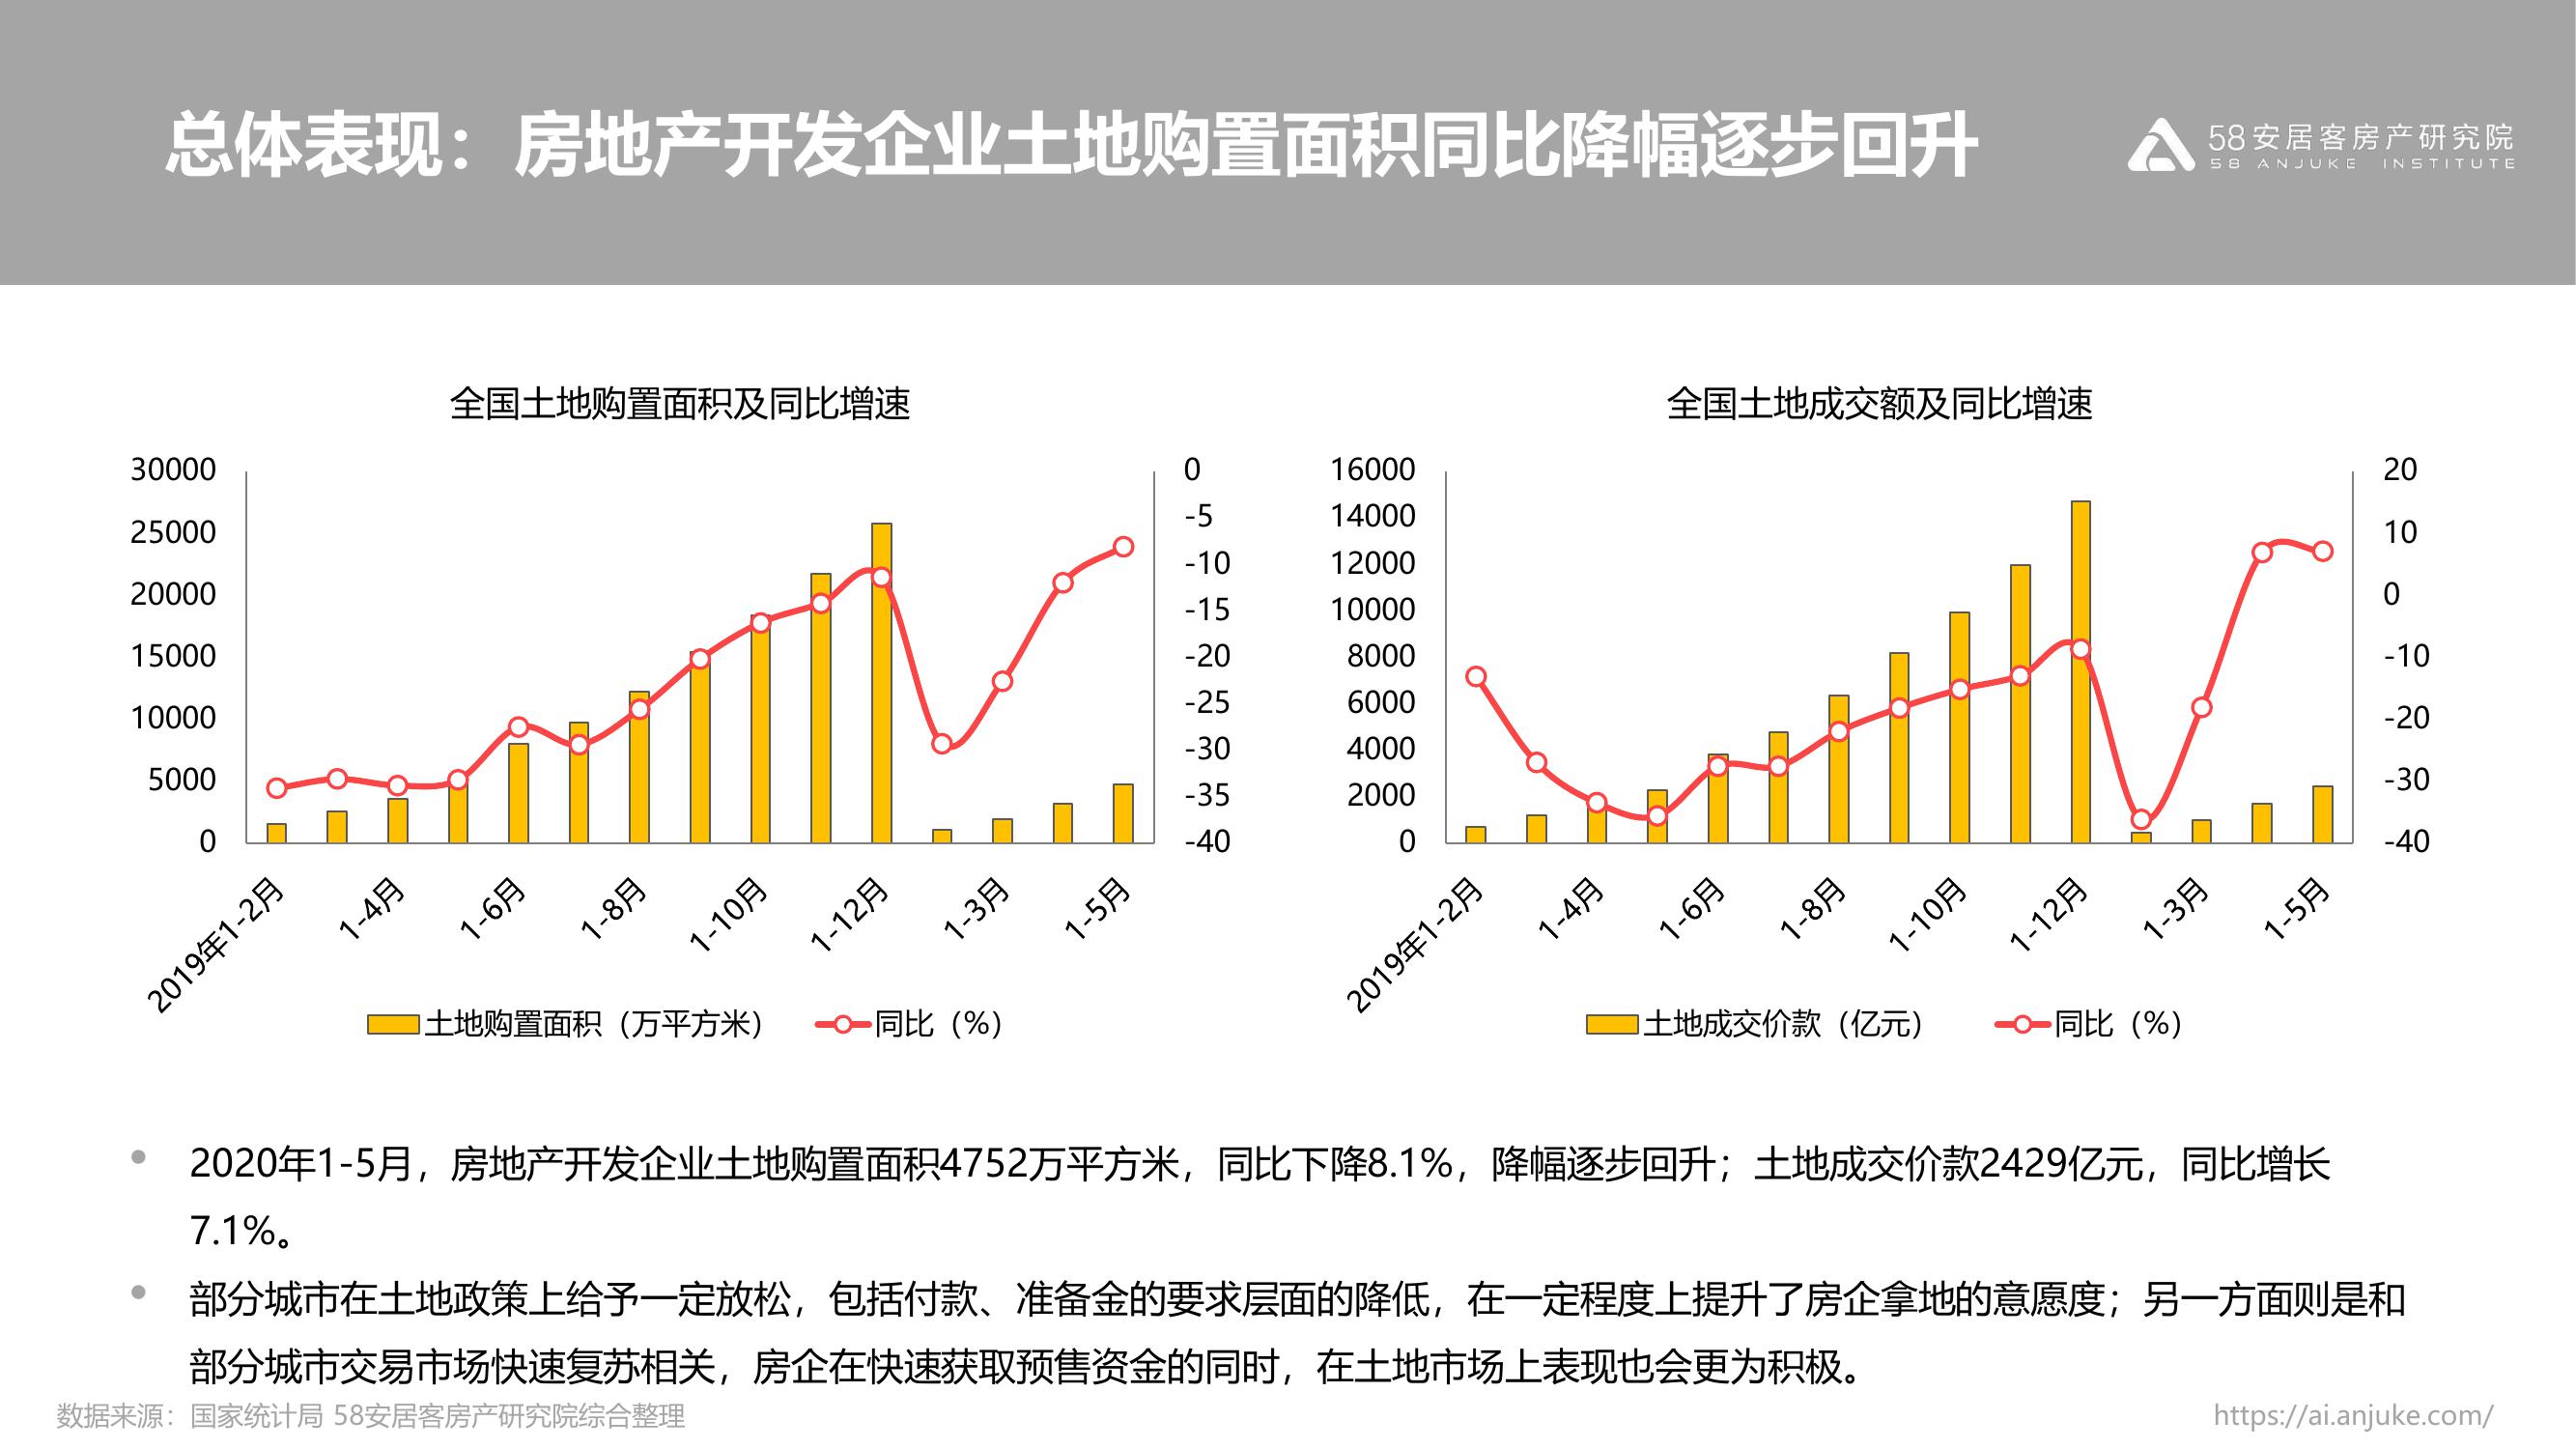 总体表现：房地产开发企业土地购置面积同比降幅逐步回升
58安居客房产研究院
58 ANJUKE INSTITUTE
全国土地购置面积及同比增速
30000
25000
20000
15000
10000
5000
0
0
-5
-10
-15
-20
-25
-30
-35
-40
2019年1-2月
1-4月
1-6月
1-8月
1-10月
1-12月
1-3月
1-5月
土地购置面积（万平方米）
同比（%）
全国土地成交额及同比增速
16000
14000
12000
10000
8000
6000
4000
2000
0
20
10
0
-10
-20
-30
-40
2019年1-2月
1-4月
1-6月
1-8月
1-10月
1-12月
1-3月
1-5月
土地成交价款（亿元）
同比（%）
• 2020年1-5月，房地产开发企业土地购置面积4752万平方米，同比下降8.1%，降幅逐步回升；土地成交价款2429亿元，同比增长
7.1%。
• 部分城市在土地政策上给予一定放松，包括付款、准备金的要求层面的降低，在一定程度上提升了房企拿地的意愿度；另一方面则是和
部分城市交易市场快速复苏相关，房企在快速获取预售资金的同时，在土地市场上表现也会更为积极。
数据来源：国家统计局 58安居客房产研究院综合整理
https://ai.anjuke.com/